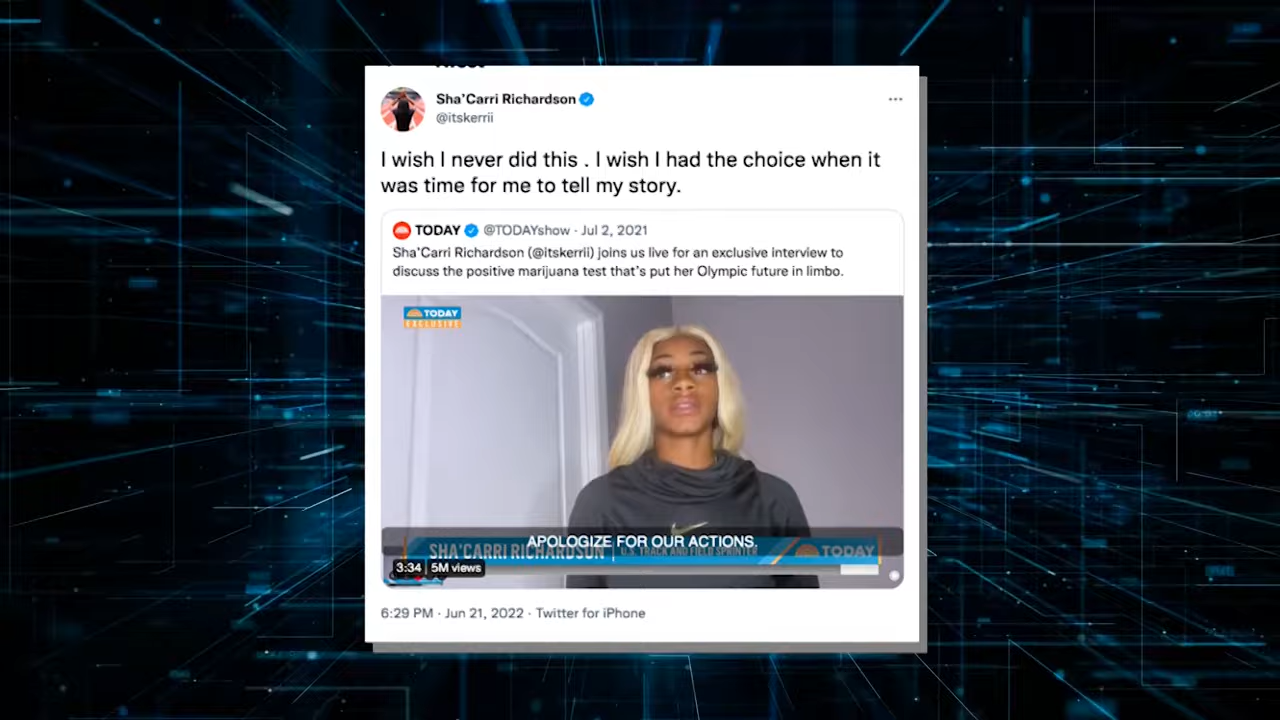 Sha'Carri Richardson
@itskerrii
I wish I never did this . I wish I had the choice when it
was time for me to tell my story.
TODAY @TODAYshow · Jul 2, 2021
Sha'Carri Richardson (@itskerrii) joins us live for an exclusive interview to
discuss the positive marijuana test that's put her Olympic future in limbo.
TODAY
EXCLUSIVE
APOLOGIZE FOR OUR ACTIONS.
SHA'CARRI RICHARDSON | U.S. TRACK AND FIELD SPRINTER TODAY
3:34 5M views
6:29 PM · Jun 21, 2022 · Twitter for iPhone